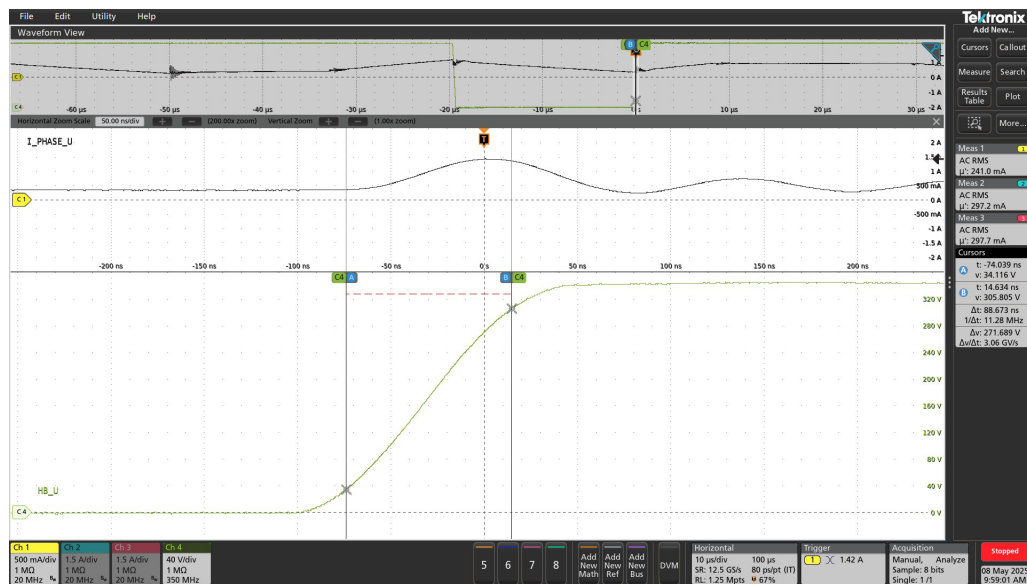 File Edit Utility Help
Tektronix
Waveform View
Add New...
Cursors Callout
Measure Search
Results Table Plot
More...
B C4
C1
C4
1 A
0 A
-1 A
-2 A
-60 µs -50 µs -40 µs -30 µs -20 µs -10 µs 10 µs 20 µs 30 µs
Horizontal Zoom Scale 50.00 ns/div (200.00x zoom) Vertical Zoom (1.00x zoom)
I_PHASE_U
T
2 A
1.5 A
1 A
500 mA
0 A
-500 mA
-1 A
-1.5 A
-2 A
C 1
-200 ns -150 ns -100 ns -50 ns 0 s 50 ns 100 ns 150 ns 200 ns
C4 A B C4
320 V
280 V
240 V
200 V
160 V
120 V
80 V
40 V
0 V
HB_U
C 4
Meas 1 1
AC RMS
µ': 241.0 mA
Meas 2 2
AC RMS
µ': 297.2 mA
Meas 3 3
AC RMS
µ': 297.7 mA
Cursors
A t: -74.039 ns
v: 34.116 V
B t: 14.634 ns
v: 305.805 V
Δt: 88.673 ns
1/Δt: 11.28 MHz
Δv: 271.689 V
Δv/Δt: 3.06 GV/s
Ch 1
500 mA/div
1 MΩ
20 MHz
Ch 2
1.5 A/div
1 MΩ
20 MHz
Ch 3
1.5 A/div
1 MΩ
20 MHz
Ch 4
40 V/div
1 MΩ
350 MHz
5 6 7 8
Add New Math
Add New Ref
Add New Bus
DVM
Horizontal
10 µs/div 100 µs
SR: 12.5 GS/s 80 ps/pt (IT)
RL: 1.25 Mpts 67%
Trigger
1 1.42 A
Acquisition
Manual, Analyze
Sample: 8 bits
Single: 1/1
Stopped
08 May 2025